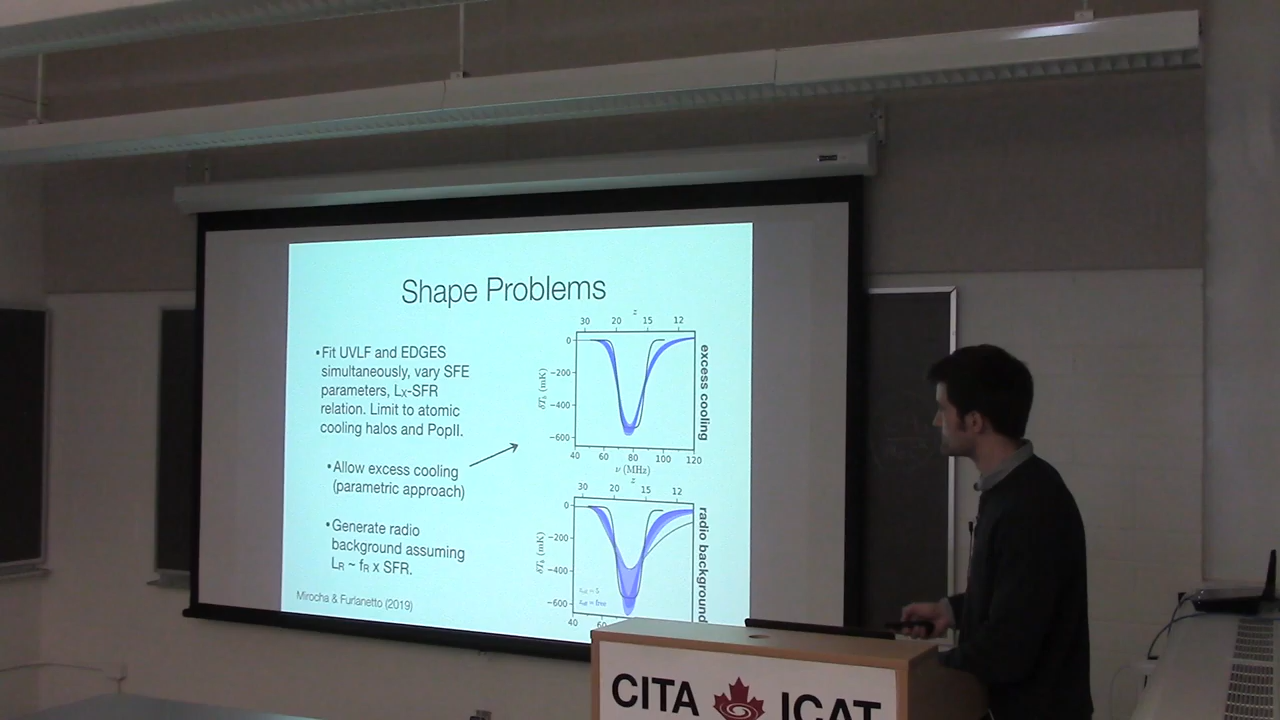 Shape Problems
• Fit UVLF and EDGES
simultaneously, vary SFE
parameters, LX-SFR
relation. Limit to atomic
cooling halos and PopII.
• Allow excess cooling
(parametric approach)
• Generate radio
background assuming
LR ~ fR x SFR.
Mirocha & Furlanetto (2019)
z
30 20 15 12
0
−200
−400
−600
δTb (mK)
40 60 80 100 120
ν (MHz)
excess cooling
z
30 20 15 12
0
−200
−400
−600
δTb (mK)
40
radio background
CITA ICAT